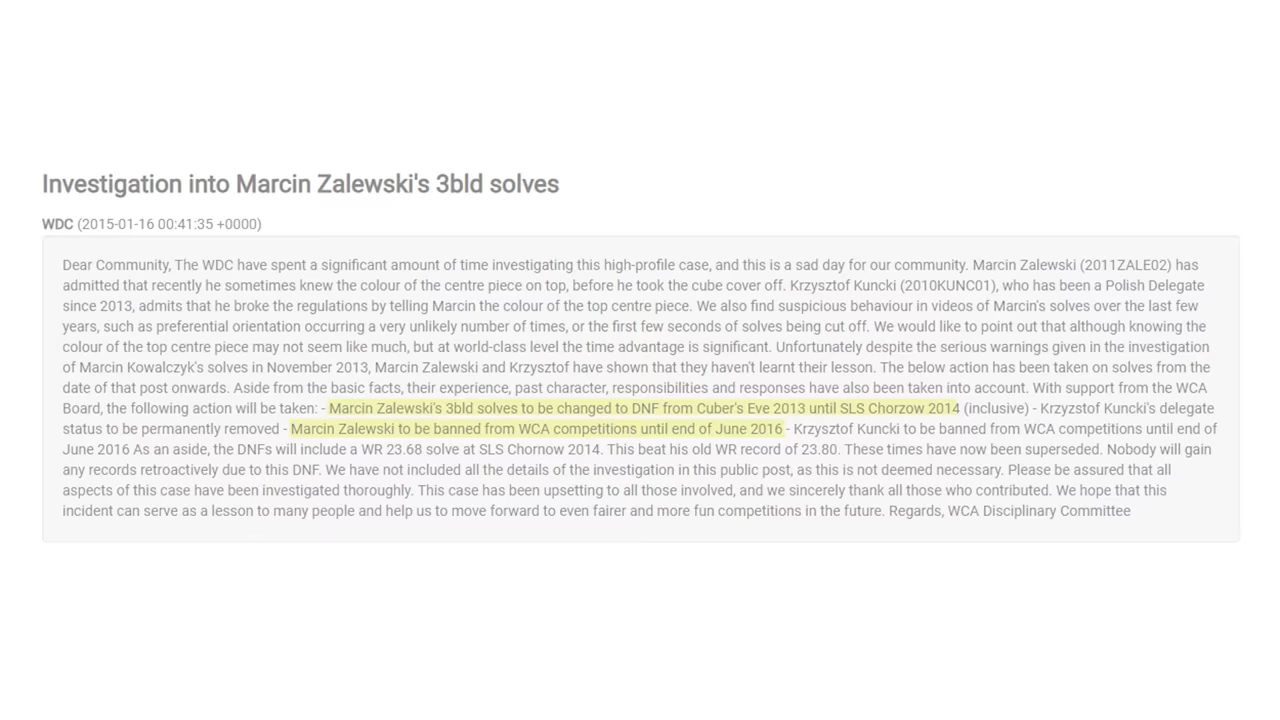 Investigation into Marcin Zalewski's 3bld solves
WDC (2015-01-16 00:41:35 +0000)
Dear Community, The WDC have spent a significant amount of time investigating this high-profile case, and this is a sad day for our community. Marcin Zalewski (2011ZALE02) has
admitted that recently he sometimes knew the colour of the centre piece on top, before he took the cube cover off. Krzysztof Kuncki (2010KUNC01), who has been a Polish Delegate
since 2013, admits that he broke the regulations by telling Marcin the colour of the top centre piece. We also find suspicious behaviour in videos of Marcin's solves over the last few
years, such as preferential orientation occurring a very unlikely number of times, or the first few seconds of solves being cut off. We would like to point out that although knowing the
colour of the top centre piece may not seem like much, but at world-class level the time advantage is significant. Unfortunately despite the serious warnings given in the investigation
of Marcin Kowalczyk's solves in November 2013, Marcin Zalewski and Krzysztof have shown that they haven't learnt their lesson. The below action has been taken on solves from the
date of that post onwards. Aside from the basic facts, their experience, past character, responsibilities and responses have also been taken into account. With support from the WCA
Board, the following action will be taken: - Marcin Zalewski's 3bld solves to be changed to DNF from Cuber's Eve 2013 until SLS Chorzow 2014 (inclusive) - Krzyzstof Kuncki's delegate
status to be permanently removed - Marcin Zalewski to be banned from WCA competitions until end of June 2016 - Krzysztof Kuncki to be banned from WCA competitions until end of
June 2016 As an aside, the DNFs will include a WR 23.68 solve at SLS Chornow 2014. This beat his old WR record of 23.80. These times have now been superseded. Nobody will gain
any records retroactively due to this DNF. We have not included all the details of the investigation in this public post, as this is not deemed necessary. Please be assured that all
aspects of this case have been investigated thoroughly. This case has been upsetting to all those involved, and we sincerely thank all those who contributed. We hope that this
incident can serve as a lesson to many people and help us to move forward to even fairer and more fun competitions in the future. Regards, WCA Disciplinary Committee